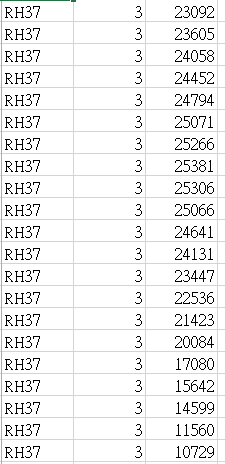 RH37 3 23092
RH37 3 23605
RH37 3 24058
RH37 3 24452
RH37 3 24794
RH37 3 25071
RH37 3 25266
RH37 3 25381
RH37 3 25306
RH37 3 25066
RH37 3 24641
RH37 3 24131
RH37 3 23447
RH37 3 22536
RH37 3 21423
RH37 3 20084
RH37 3 17080
RH37 3 15642
RH37 3 14599
RH37 3 11560
RH37 3 10729